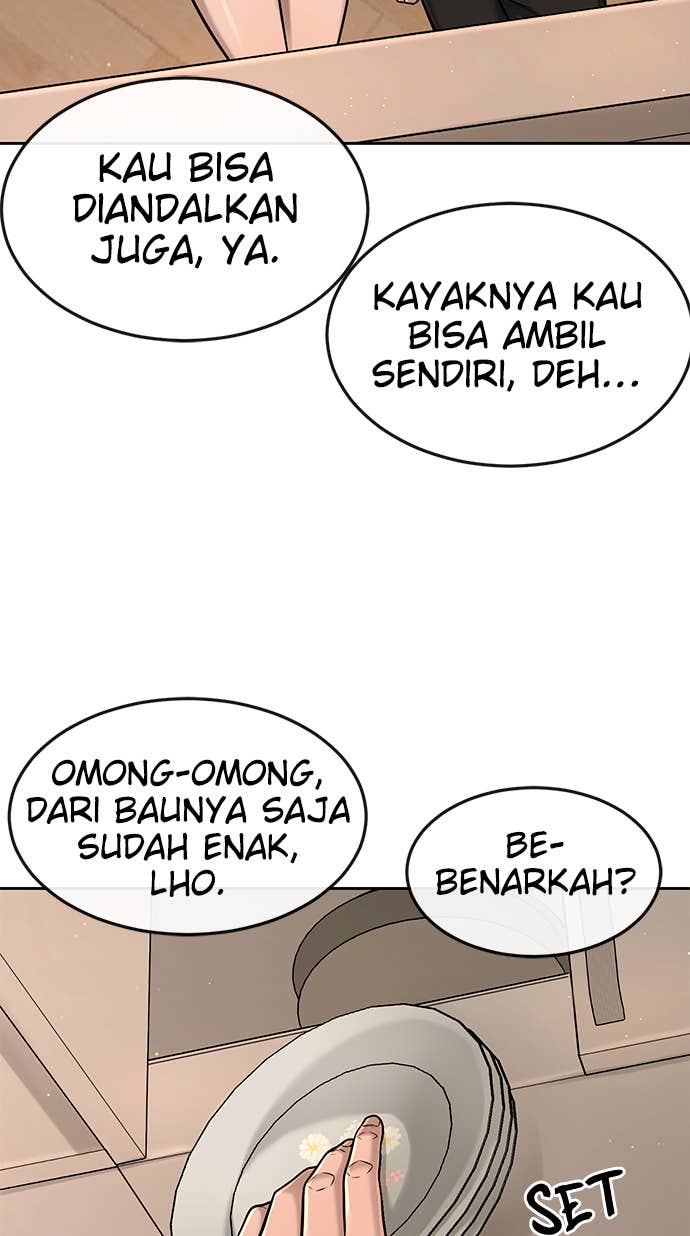 KAU BISA
DIANDALKAN
JUGA, YA.
KAYAKNYA KAU
BISA AMBIL
SENDIRI, DEH...
OMONG-OMONG,
DARI BAUNYA SAJA
SUDAH ENAK,
LHO.
BE-
BENARKAH?
SET